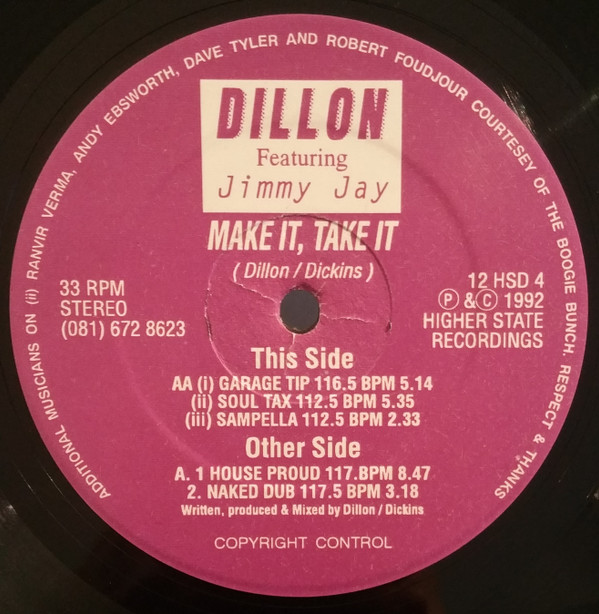 ADDITIONAL MUSICIANS ON (ii) RANVIR VERMA, ANDY EBSWORTH, DAVE TYLER AND ROBERT FOUDJOUR COURTESEY OF THE BOOGIE BUNCH. RESPECT & THANKS
DILLON
Featuring
Jimmy Jay
MAKE IT, TAKE IT
( Dillon / Dickins )
33 RPM
STEREO
(081) 672 8623
12 HSD 4
Ⓟ &Ⓒ 1992
HIGHER STATE
RECORDINGS
This Side
AA (i) GARAGE TIP 116.5 BPM 5.14
(ii) SOUL TAX 112.5 BPM 5.35
(iii) SAMPELLA 112.5 BPM 2.33
Other Side
A. 1 HOUSE PROUD 117.BPM 8.47
2. NAKED DUB 117.5 BPM 3.18
Written, produced & Mixed by Dillon / Dickins
COPYRIGHT CONTROL